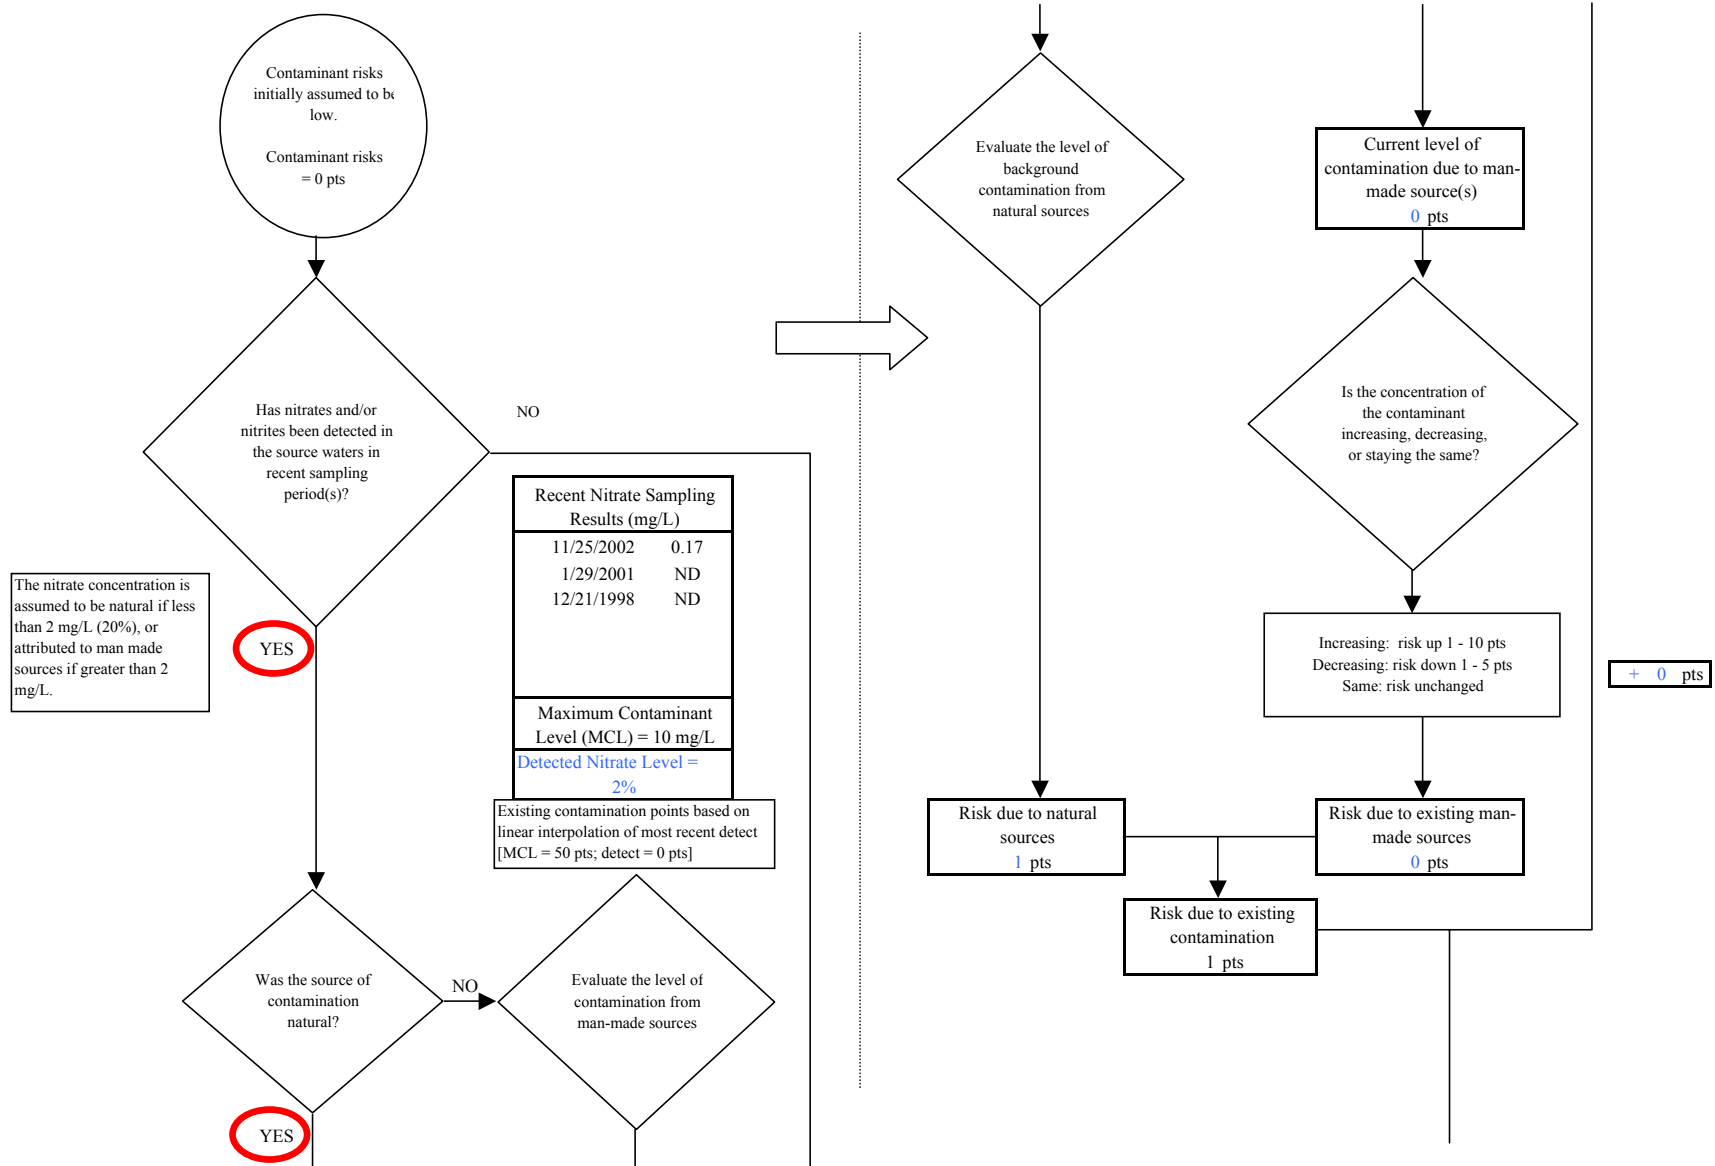 Contaminant risks
initially assumed to be
low.
Contaminant risks
= 0 pts
Has nitrates and/or
nitrites been detected in
the source waters in
recent sampling
period(s)?
NO
Recent Nitrate Sampling
Results (mg/L)
11/25/2002 0.17
1/29/2001 ND
12/21/1998 ND
Maximum Contaminant
Level (MCL) = 10 mg/L
Detected Nitrate Level =
2%
Existing contamination points based on
linear interpolation of most recent detect
[MCL = 50 pts; detect = 0 pts]
The nitrate concentration is
assumed to be natural if less
than 2 mg/L (20%), or
attributed to man made
sources if greater than 2
mg/L.
YES
Was the source of
contamination
natural?
NO
Evaluate the level of
contamination from
man-made sources
YES
Evaluate the level of
background
contamination from
natural sources
Current level of
contamination due to man-
made source(s)
0 pts
Is the concentration of
the contaminant
increasing, decreasing,
or staying the same?
Increasing: risk up 1 - 10 pts
Decreasing: risk down 1 - 5 pts
Same: risk unchanged
+ 0 pts
Risk due to natural
sources
1 pts
Risk due to existing man-
made sources
0 pts
Risk due to existing
contamination
1 pts